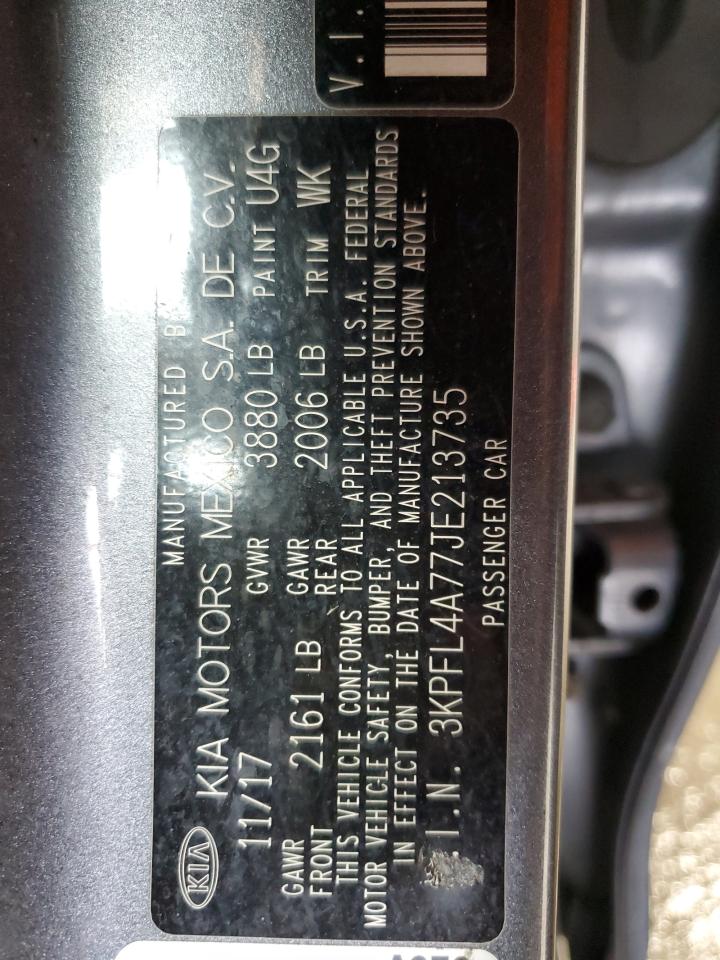 V.I.
MANUFACTURED B
KIA KIA MOTORS MEXICO S.A. DE C.V.
11/17 GVWR 3880 LB PAINT U4G
GAWR FRONT 2161 LB GAWR REAR 2006 LB TRIM WK
THIS VEHICLE CONFORMS TO ALL APPLICABLE U.S.A. FEDERAL
MOTOR VEHICLE SAFETY, BUMPER, AND THEFT PREVENTION STANDARDS
IN EFFECT ON THE DATE OF MANUFACTURE SHOWN ABOVE.
.I.N. 3KPFL4A77JE213735
PASSENGER CAR